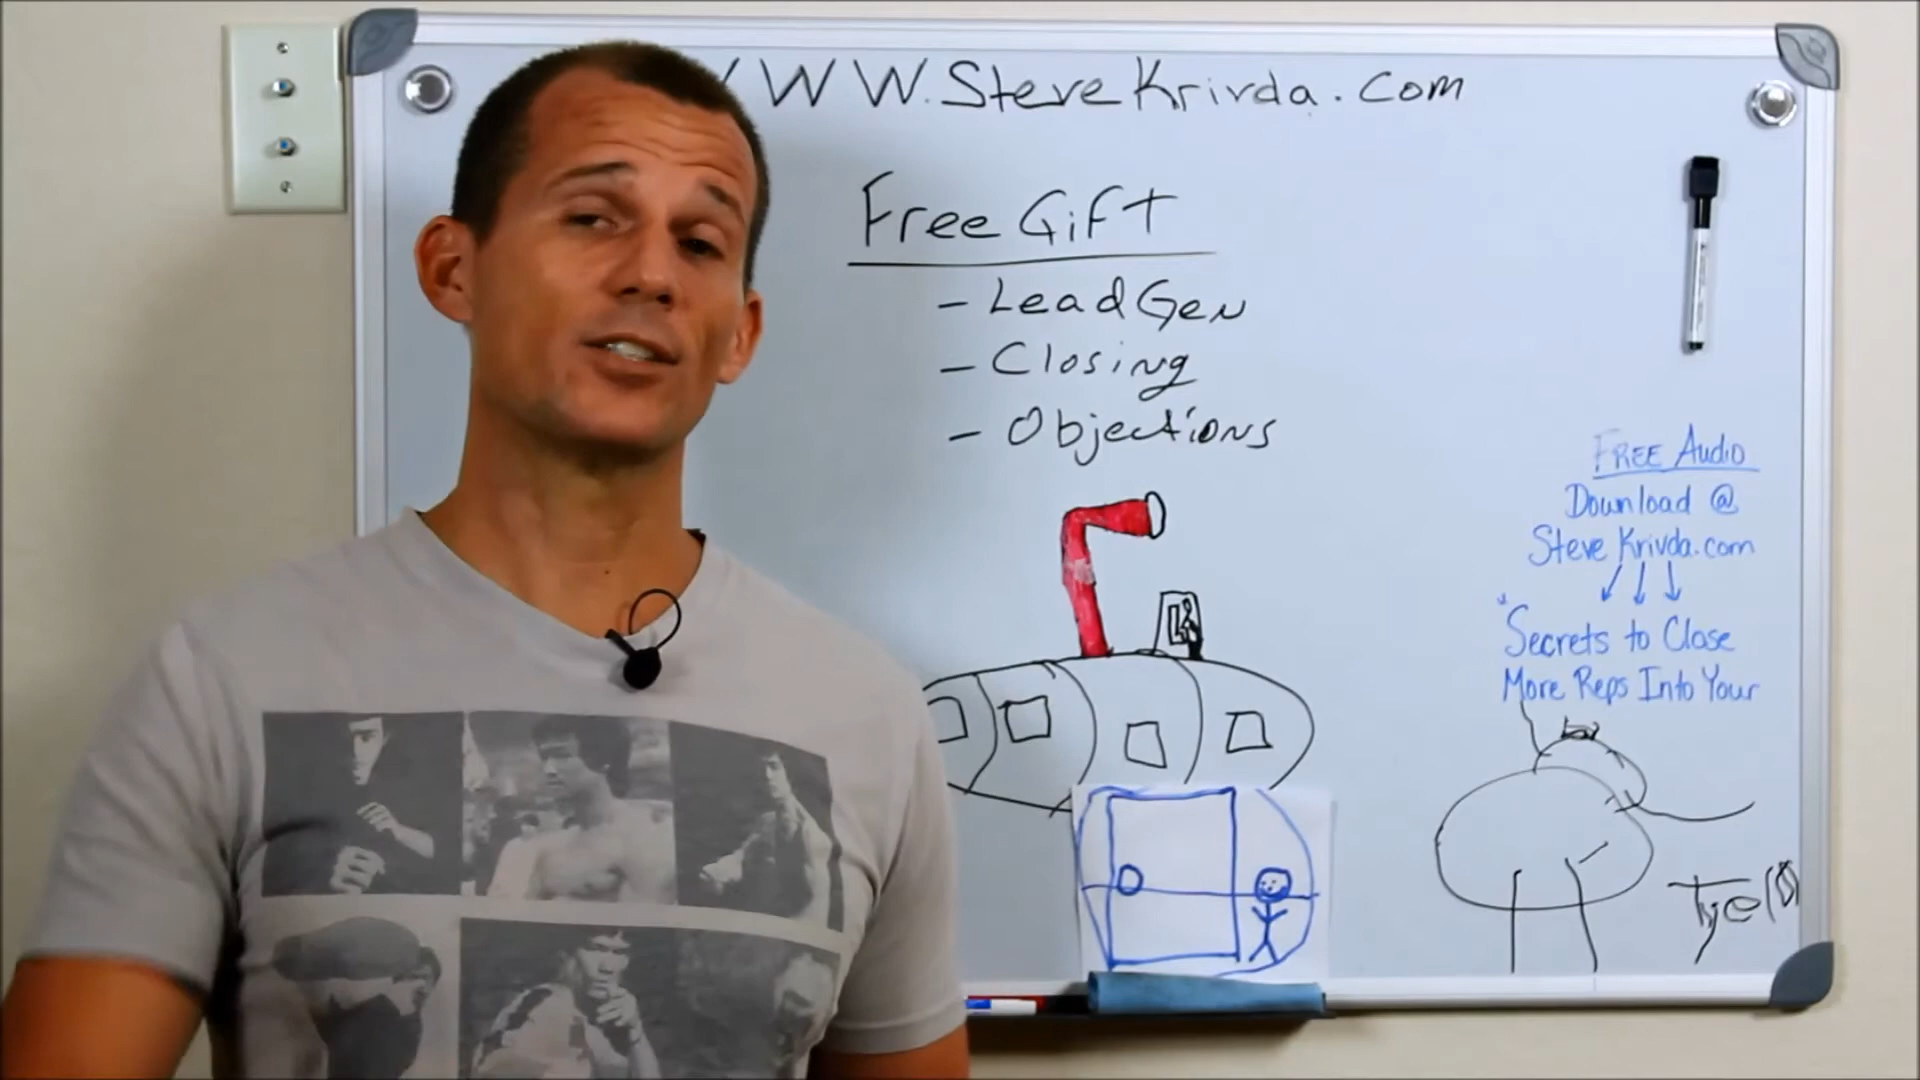 WW.SteveKrivda.com
Free Gift
- Lead Gen
- Closing
- Objections
FREE Audio
Download @
Steve Krivda.com
Secrets to Close
More Reps Into Your